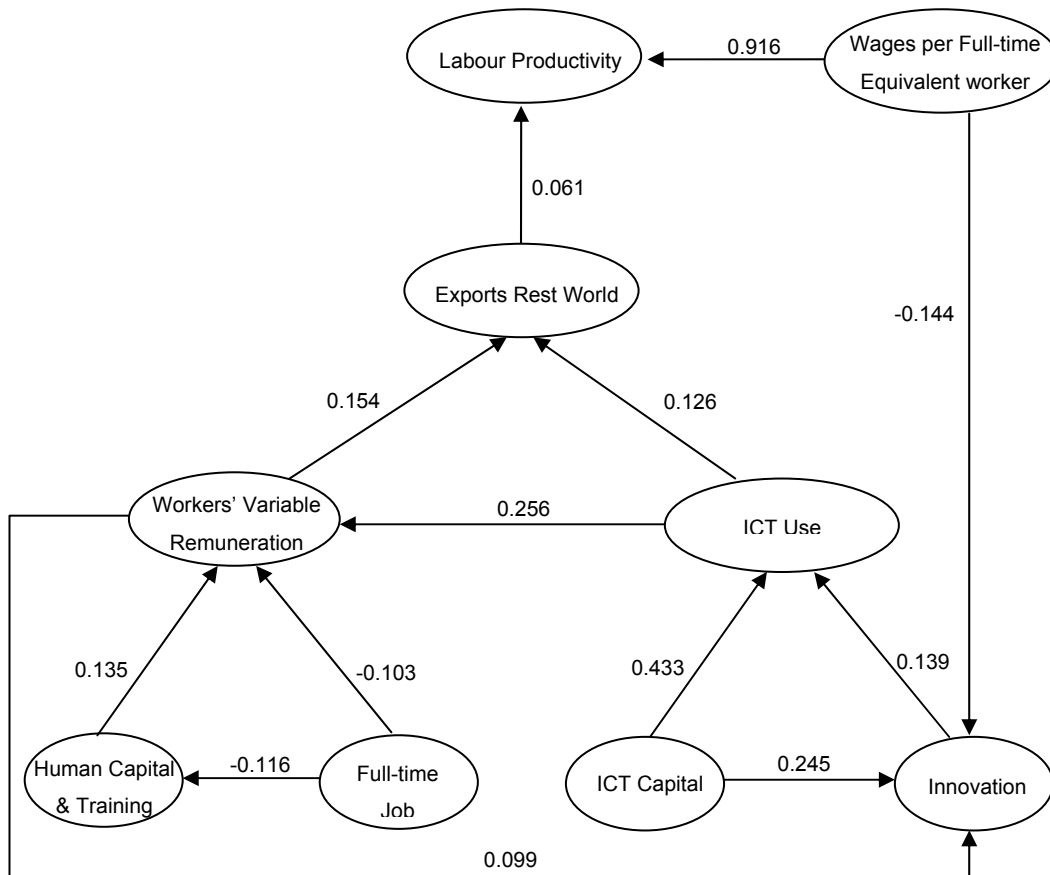 Labour Productivity
0.916
Wages per Full-time
Equivalent worker
0.061
Exports Rest World
-0.144
0.154
0.126
Workers' Variable
Remuneration
0.256
ICT Use
0.135
-0.103
0.433
0.139
Human Capital
& Training
-0.116
Full-time
Job
ICT Capital
0.245
Innovation
0.099